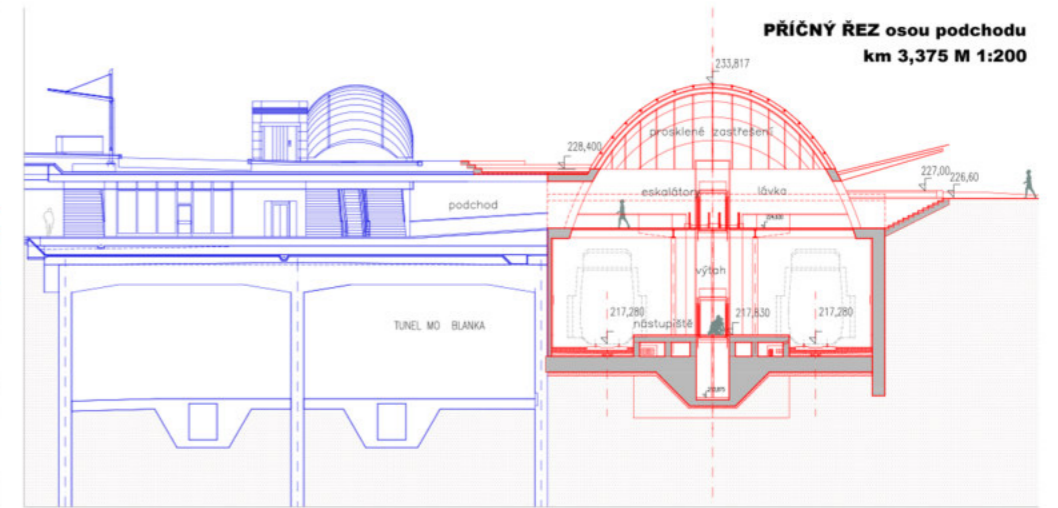 PŘÍČNÝ ŘEZ osou podchodu
km 3,375 M 1:200
233,817
prosklené zastřešení
228,400
227,00
226,60
eskalátory
lávka
podchod
výtah
217,280
nástupiště
217,830
217,280
TUNEL MO BLANKA